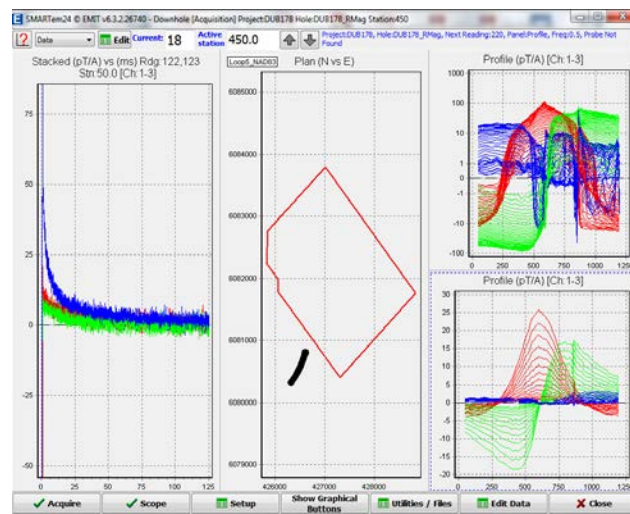 SMARTem24 © EMIT v6.3.2.26740 - Downhole [Acquisition] Project:DUB178 Hole:DUB178_RMag Station:450
Data Edit Current: 18 Active station 450.0 Project:DUB178, Hole:DUB178_RMag, Next Reading:220, Panel:Profile, Freq:0.5, Probe Not Found
Stacked (pT/A) vs (ms) Rdg:122,123
Stn:50.0 [Ch:1-3]
75
50
25
0
-25
-50
0 25 50 75 100 125
Loop5_NAD83 Plan (N vs E)
6085000
6084000
6083000
6082000
6081000
6080000
6079000
426000 427000 428000
Profile (pT/A) [Ch:1-3]
1000
100
10
1
-1
-10
-100
0 250 500 750 1000 125
Profile (pT/A) [Ch:1-3]
30
25
20
15
10
5
0
-5
-10
-15
-20
0 250 500 750 1000 125
Acquire Scope Setup Show Graphical Buttons Utilities / Files Edit Data Close